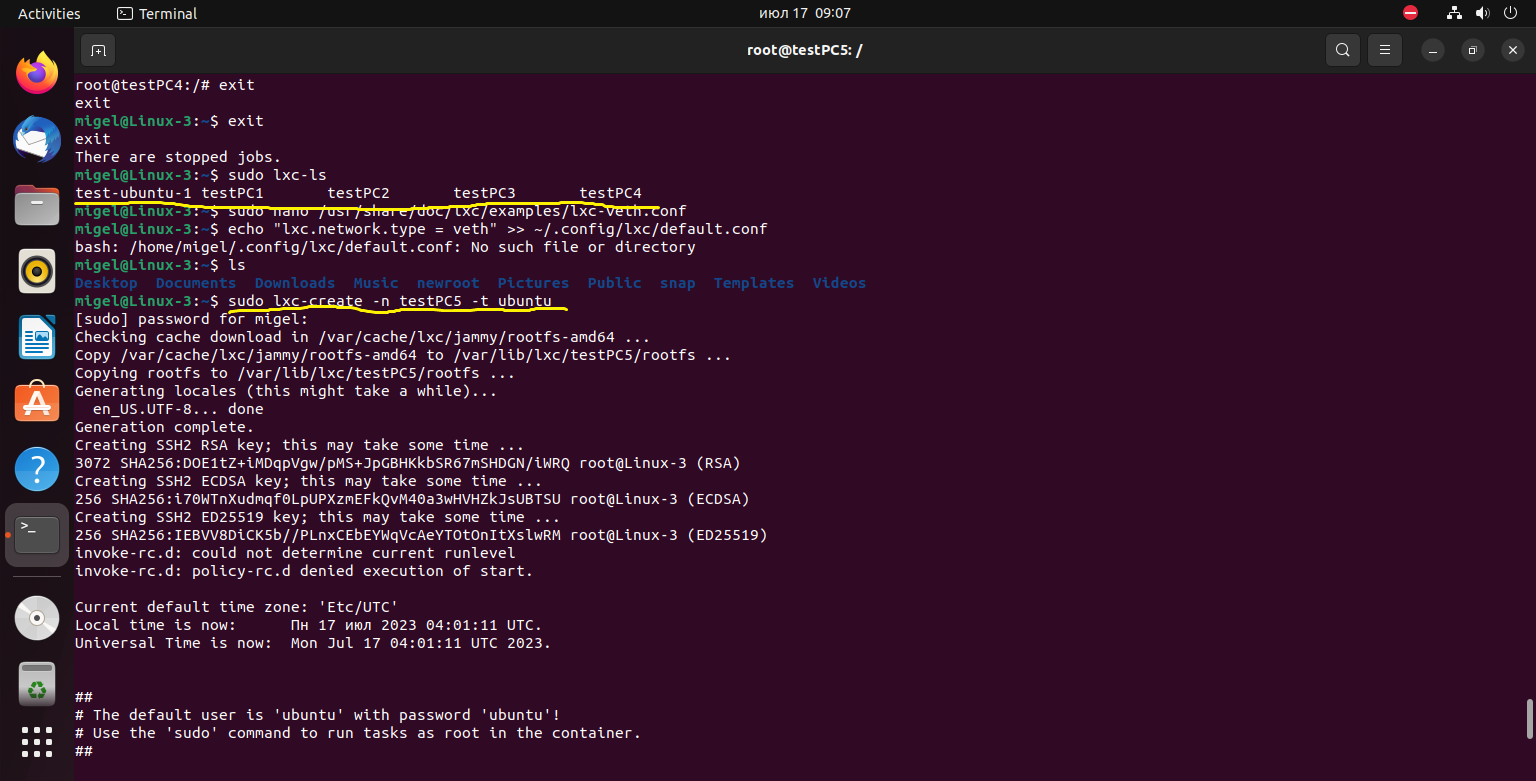 Activities Terminal июл 17 09:07
root@testPC5: /
root@testPC4:/# exit
exit
migel@Linux-3:~$ exit
exit
There are stopped jobs.
migel@Linux-3:~$ sudo lxc-ls
test-ubuntu-1 testPC1 testPC2 testPC3 testPC4
migel@Linux-3:~$ sudo nano /usr/share/doc/lxc/examples/lxc-veth.conf
migel@Linux-3:~$ echo "lxc.network.type = veth" >> ~/.config/lxc/default.conf
bash: /home/migel/.config/lxc/default.conf: No such file or directory
migel@Linux-3:~$ ls
Desktop Documents Downloads Music newroot Pictures Public snap Templates Videos
migel@Linux-3:~$ sudo lxc-create -n testPC5 -t ubuntu
[sudo] password for migel:
Checking cache download in /var/cache/lxc/jammy/rootfs-amd64 ...
Copy /var/cache/lxc/jammy/rootfs-amd64 to /var/lib/lxc/testPC5/rootfs ...
Copying rootfs to /var/lib/lxc/testPC5/rootfs ...
Generating locales (this might take a while)...
en_US.UTF-8... done
Generation complete.
Creating SSH2 RSA key; this may take some time ...
3072 SHA256:DOE1tZ+iMDqpVgw/pMS+JpGBHKkbSR67mSHDGN/iWRQ root@Linux-3 (RSA)
Creating SSH2 ECDSA key; this may take some time ...
256 SHA256:i70WTnXudmqf0LpUPXzmEFkQvM40a3wHVHZkJsUBTSU root@Linux-3 (ECDSA)
Creating SSH2 ED25519 key; this may take some time ...
256 SHA256:IEBVV8DiCK5b//PLnxCEbEYWqVcAeYTOtOnItXslwRM root@Linux-3 (ED25519)
invoke-rc.d: could not determine current runlevel
invoke-rc.d: policy-rc.d denied execution of start.
Current default time zone: 'Etc/UTC'
Local time is now: Пн 17 июл 2023 04:01:11 UTC.
Universal Time is now: Mon Jul 17 04:01:11 UTC 2023.
##
# The default user is 'ubuntu' with password 'ubuntu'!
# Use the 'sudo' command to run tasks as root in the container.
##